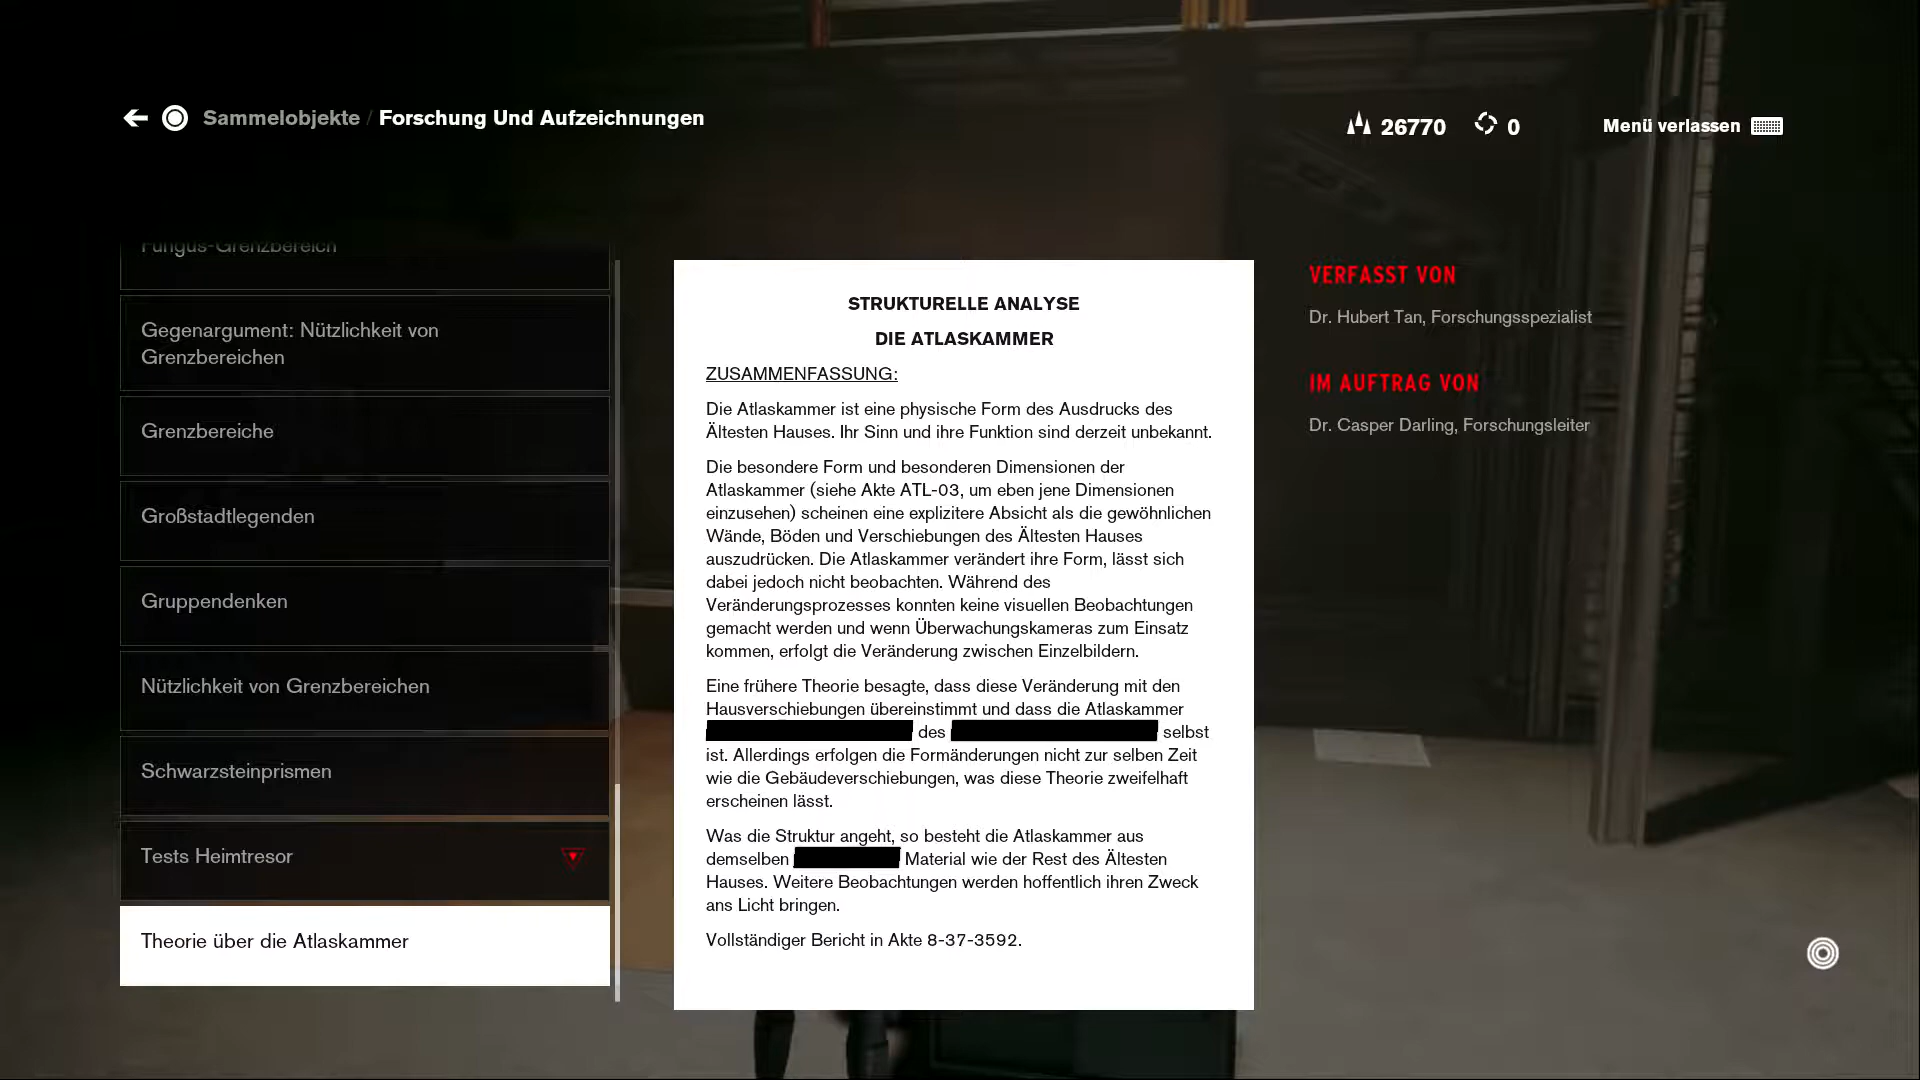 Sammelobjekte / Forschung Und Aufzeichnungen
26770
0
Menü verlassen
Fungus-Grenzbereich
Gegenargument: Nützlichkeit von
Grenzbereichen
Grenzbereiche
Großstadtlegenden
Gruppendenken
Nützlichkeit von Grenzbereichen
Schwarzsteinprismen
Tests Heimtresor
Theorie über die Atlaskammer
STRUKTURELLE ANALYSE
DIE ATLASKAMMER
ZUSAMMENFASSUNG:
Die Atlaskammer ist eine physische Form des Ausdrucks des
Ältesten Hauses. Ihr Sinn und ihre Funktion sind derzeit unbekannt.
Die besondere Form und besonderen Dimensionen der
Atlaskammer (siehe Akte ATL-03, um eben jene Dimensionen
einzusehen) scheinen eine explizitere Absicht als die gewöhnlichen
Wände, Böden und Verschiebungen des Ältesten Hauses
auszudrücken. Die Atlaskammer verändert ihre Form, lässt sich
dabei jedoch nicht beobachten. Während des
Veränderungsprozesses konnten keine visuellen Beobachtungen
gemacht werden und wenn Überwachungskameras zum Einsatz
kommen, erfolgt die Veränderung zwischen Einzelbildern.
Eine frühere Theorie besagte, dass diese Veränderung mit den
Hausverschiebungen übereinstimmt und dass die Atlaskammer
des selbst
ist. Allerdings erfolgen die Formänderungen nicht zur selben Zeit
wie die Gebäudeverschiebungen, was diese Theorie zweifelhaft
erscheinen lässt.
Was die Struktur angeht, so besteht die Atlaskammer aus
demselben Material wie der Rest des Ältesten
Hauses. Weitere Beobachtungen werden hoffentlich ihren Zweck
ans Licht bringen.
Vollständiger Bericht in Akte 8-37-3592.
VERFASST VON
Dr. Hubert Tan, Forschungsspezialist
IM AUFTRAG VON
Dr. Casper Darling, Forschungsleiter